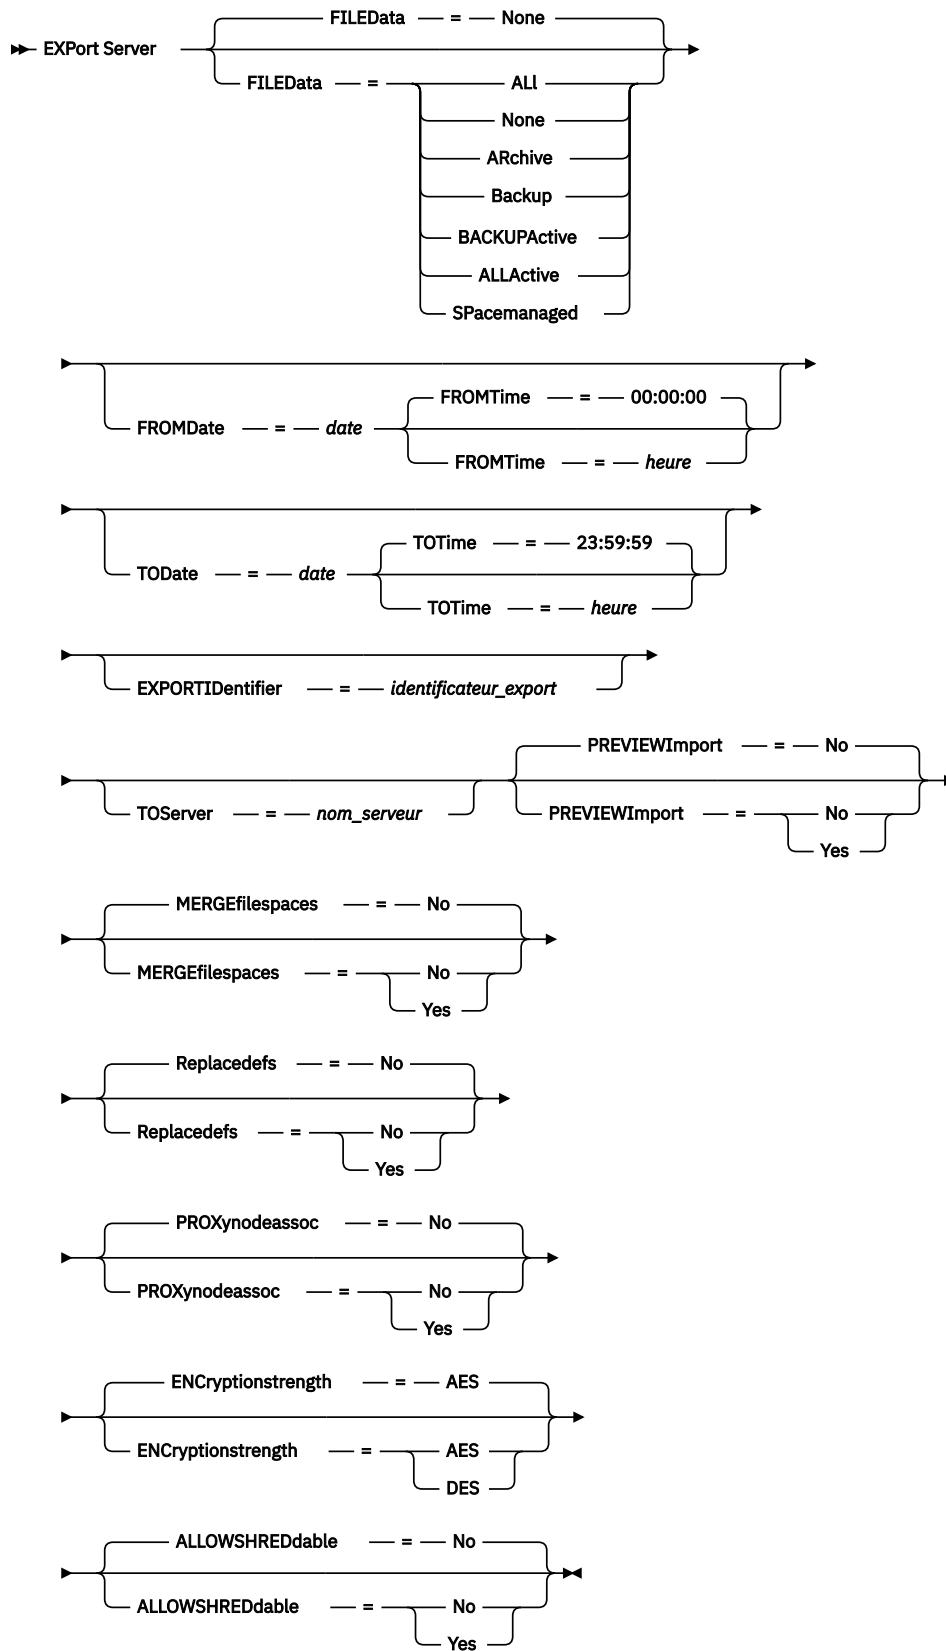 FILEData = None
EXPort Server
FILEData = ALl
None
ARchive
Backup
BACKUPActive
ALLActive
SPacemanaged
FROMTime = 00:00:00
FROMDate = date
FROMTime = heure
TOTime = 23:59:59
TODate = date
TOTime = heure
EXPORTIDentifier = identificateur_export
PREVIEWImport = No
TOServer = nom_serveur PREVIEWImport = No
Yes
MERGEfilespaces = No
MERGEfilespaces = No
Yes
Replacedefs = No
Replacedefs = No
Yes
PROXynodeassoc = No
PROXynodeassoc = No
Yes
ENCryptionstrength = AES
ENCryptionstrength = AES
DES
ALLOWSHREDdable = No
ALLOWSHREDdable = No
Yes